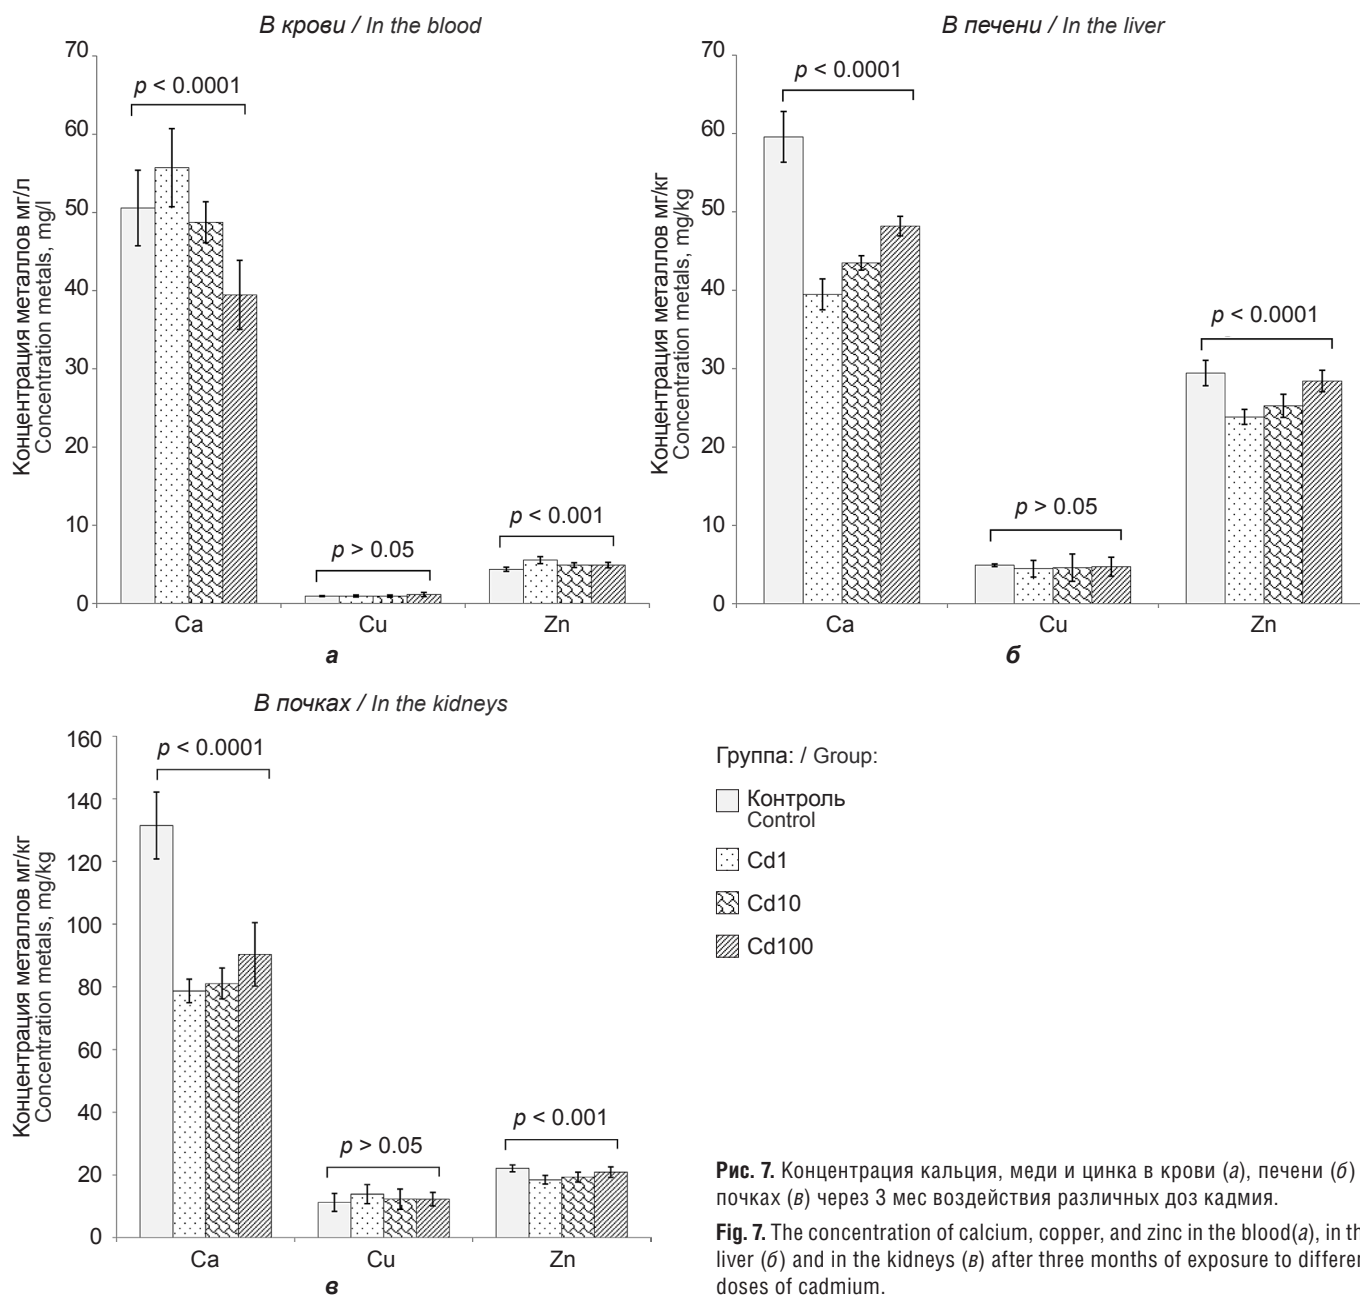 В крови / In the blood
Концентрация металлов мг/л
Concentration metals, mg/l
70
60
50
40
30
20
10
0
p < 0.0001
p > 0.05
p < 0.001
Ca
Cu
Zn
а
В печени / In the liver
Концентрация металлов мг/кг
Concentration metals, mg/kg
70
60
50
40
30
20
10
0
p < 0.0001
p > 0.05
p < 0.0001
Ca
Cu
Zn
б
В почках / In the kidneys
Концентрация металлов мг/кг
Concentration metals, mg/kg
160
140
120
100
80
60
40
20
0
p < 0.0001
p > 0.05
p < 0.001
Ca
Cu
Zn
в
Группа: / Group:
Контроль
Control
Cd1
Cd10
Cd100
Рис. 7. Концентрация кальция, меди и цинка в крови (а), печени (б)
почках (в) через 3 мес воздействия различных доз кадмия.
Fig. 7. The concentration of calcium, copper, and zinc in the blood(а), in th
liver (б) and in the kidneys (в) after three months of exposure to differen
doses of cadmium.